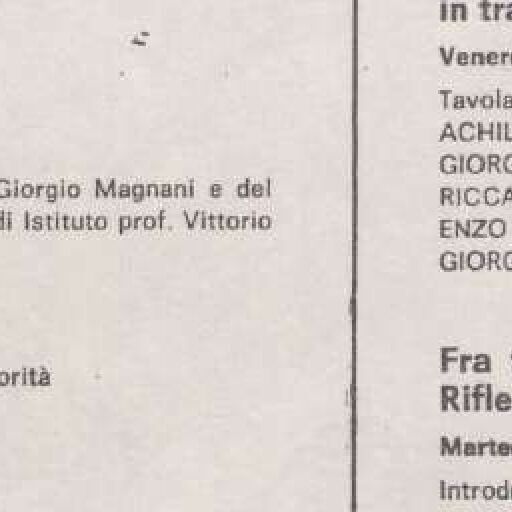 Giorgio Magnani e del
di Istituto prof. Vittorio
orità
in tra
Vener
Tavola
ACHIL
GIORG
RICCA
ENZO
GIORG
Fra
Rifle
Marte
Introd